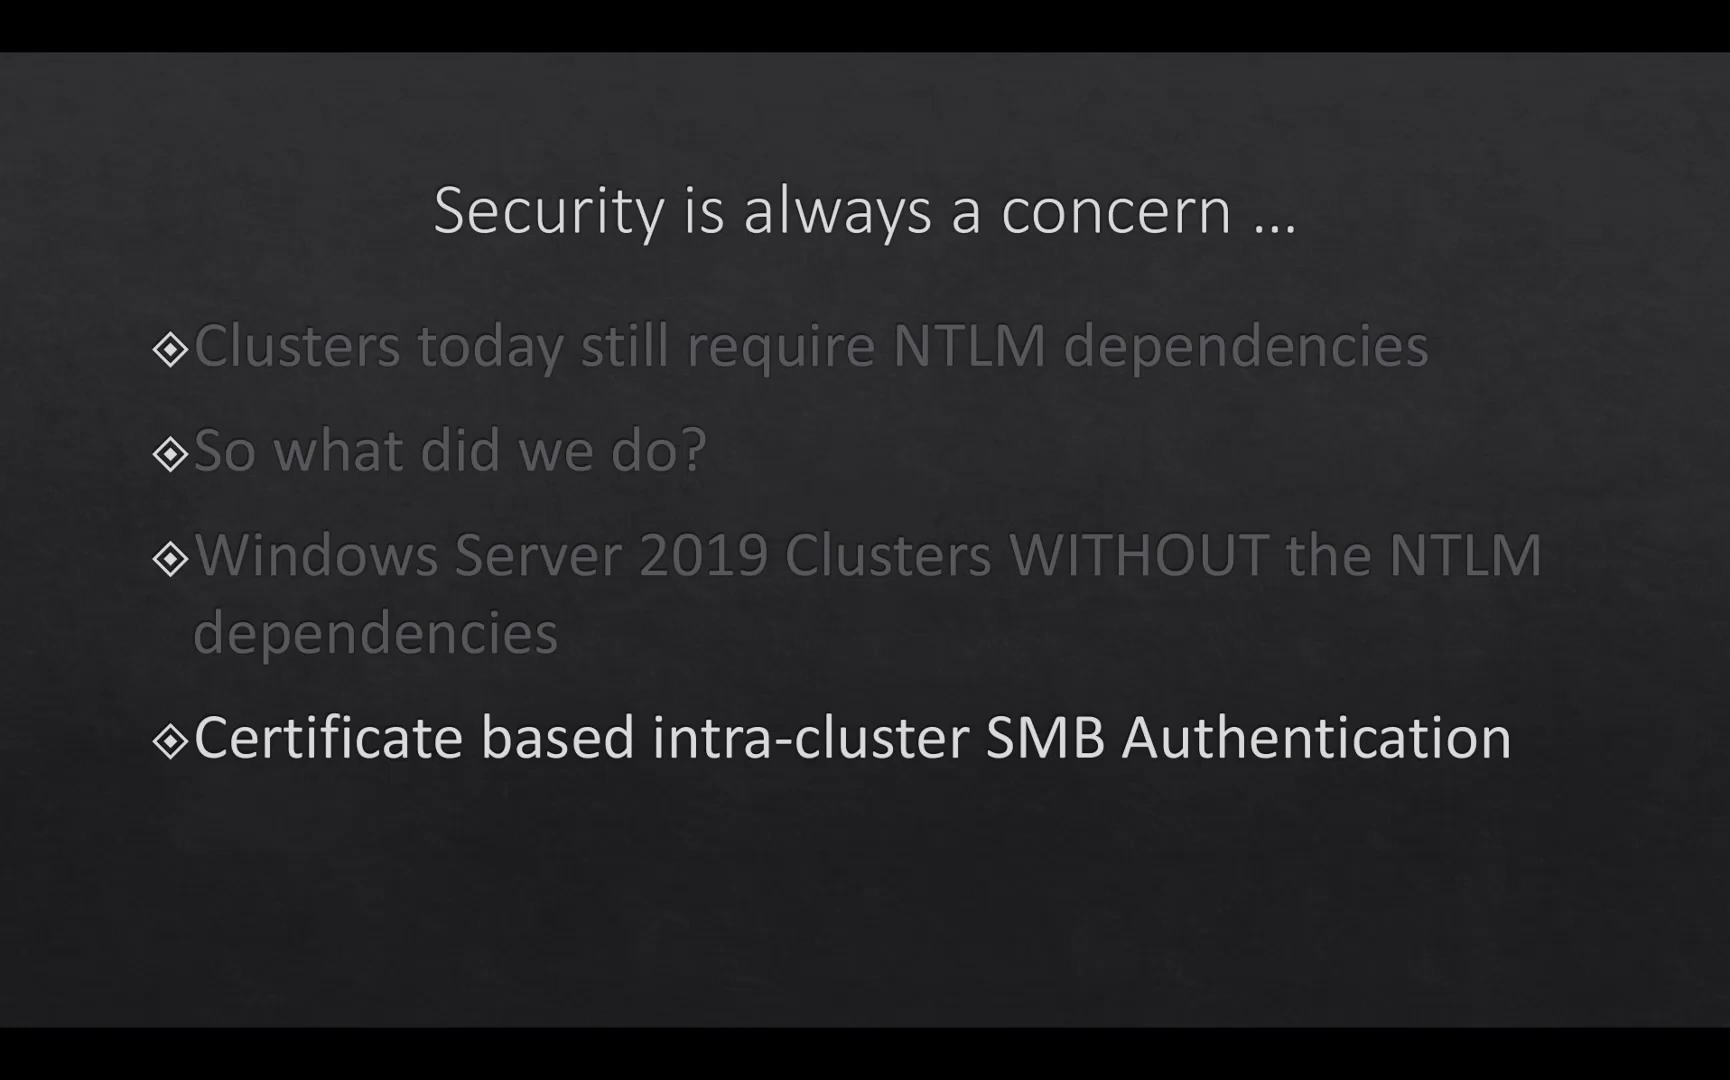 Security is always a concern ...
Clusters today still require NTLM dependencies
So what did we do?
Windows Server 2019 Clusters WITHOUT the NTLM
dependencies
Certificate based intra-cluster SMB Authentication